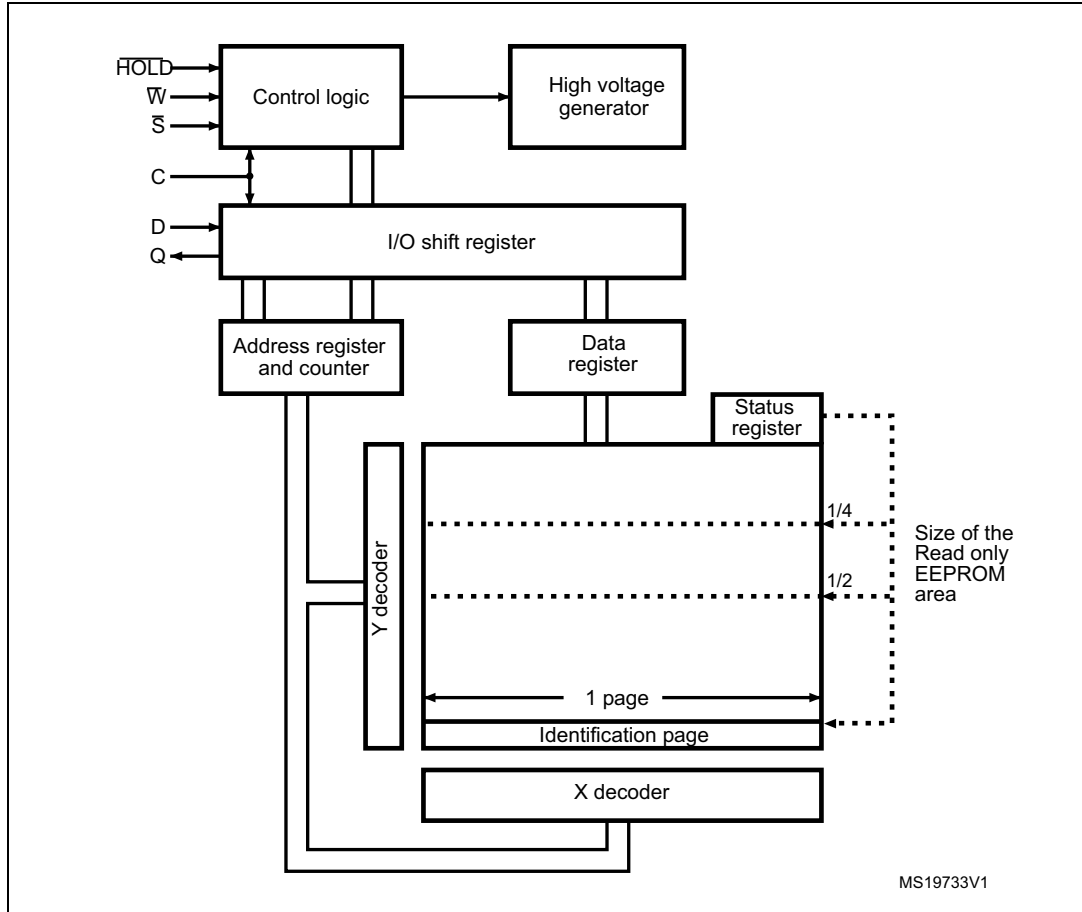 H̅O̅L̅D̅
W̅
S̅
C
D
Q
Control logic
High voltage
generator
I/O shift register
Address register
and counter
Data
register
Status
register
1/4
1/2
Size of the
Read only
EEPROM
area
Y decoder
1 page
Identification page
X decoder
MS19733V1